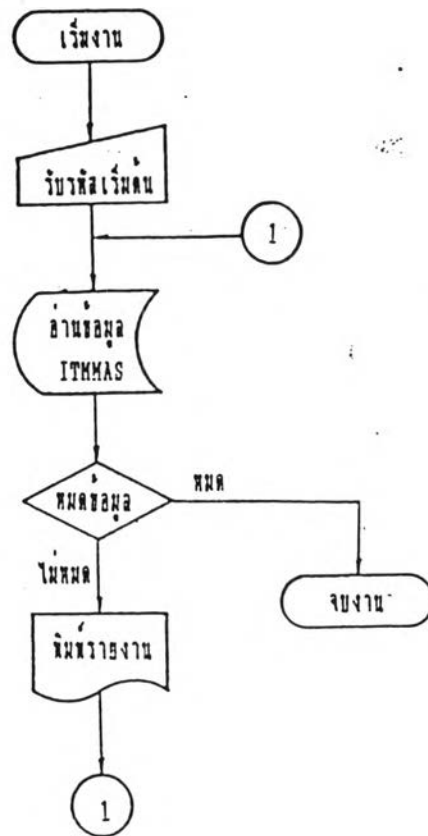 เริ่มงาน
รับรหัสเริ่มต้น
1
อ่านข้อมูล
ITMMAS
หมดข้อมูล
หมด
ไม่หมด
จบงาน
พิมพ์รายงาน
1